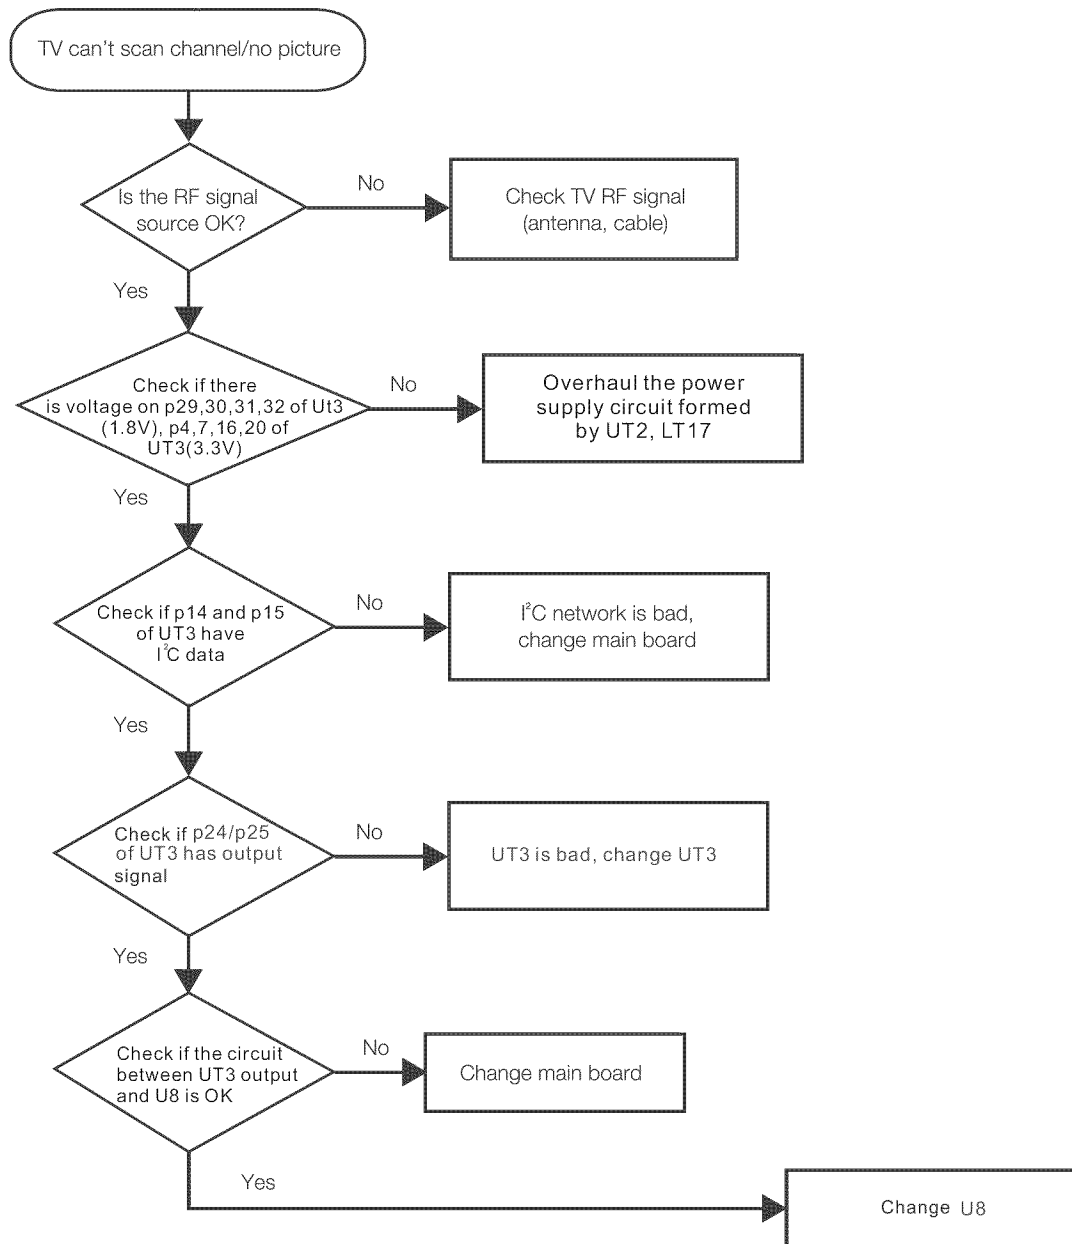 TV can't scan channel/no picture
Is the RF signal
source OK?
No
Check TV RF signal
(antenna, cable)
Yes
Check if there
is voltage on p29,30,31,32 of Ut3
(1.8V), p4,7,16,20 of
UT3(3.3V)
No
Overhaul the power
supply circuit formed
by UT2, LT17
Yes
Check if p14 and p15
of UT3 have
I²C data
No
I²C network is bad,
change main board
Yes
Check if p24/p25
of UT3 has output
signal
No
UT3 is bad, change UT3
Yes
Check if the circuit
between UT3 output
and U8 is OK
No
Change main board
Yes
Change U8